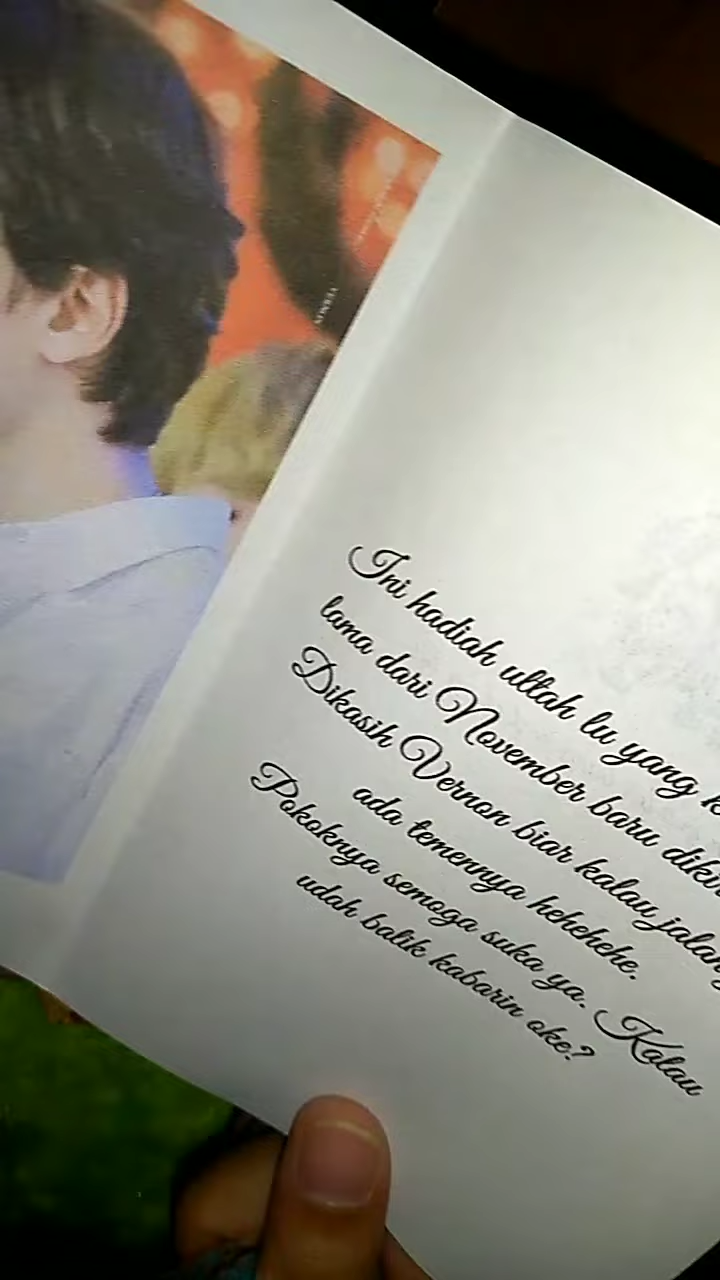 Ini hadiah ultah lu yang
lama dari November baru
Dikasih Vernon biar kalau
ada temennya hehehehe.
Pokoknya semoga suka ya. Kalau
udah balik kabarin oke?